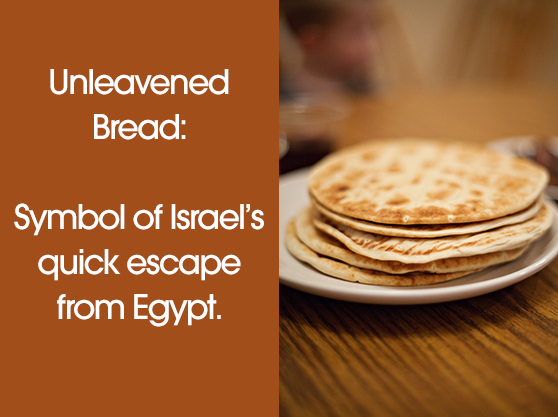 Unleavened
Bread:
Symbol of Israel’s
quick escape
from Egypt.